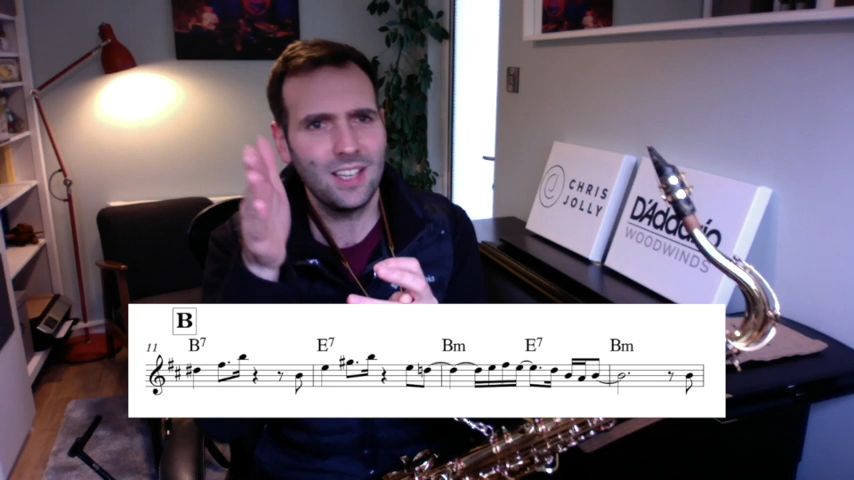 CHRIS
JOLLY
D'Addario
WOODWINDS
B
11 B7 E7 Bm E7 Bm